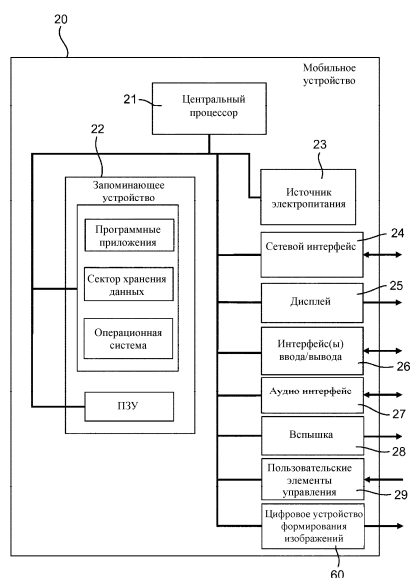 20
Мобильное
устройство
21
Центральный
процессор
22
Запоминающее
устройство
Программные
приложения
Сектор хранения
данных
Операционная
система
ПЗУ
23
Источник
электропитания
24
Сетевой интерфейс
25
Дисплей
Интерфейс(ы)
ввода/вывода
26
Аудио интерфейс
27
Вспышка
28
Пользовательские
элементы
управления
29
Цифровое устройство
формирования
изображений
60